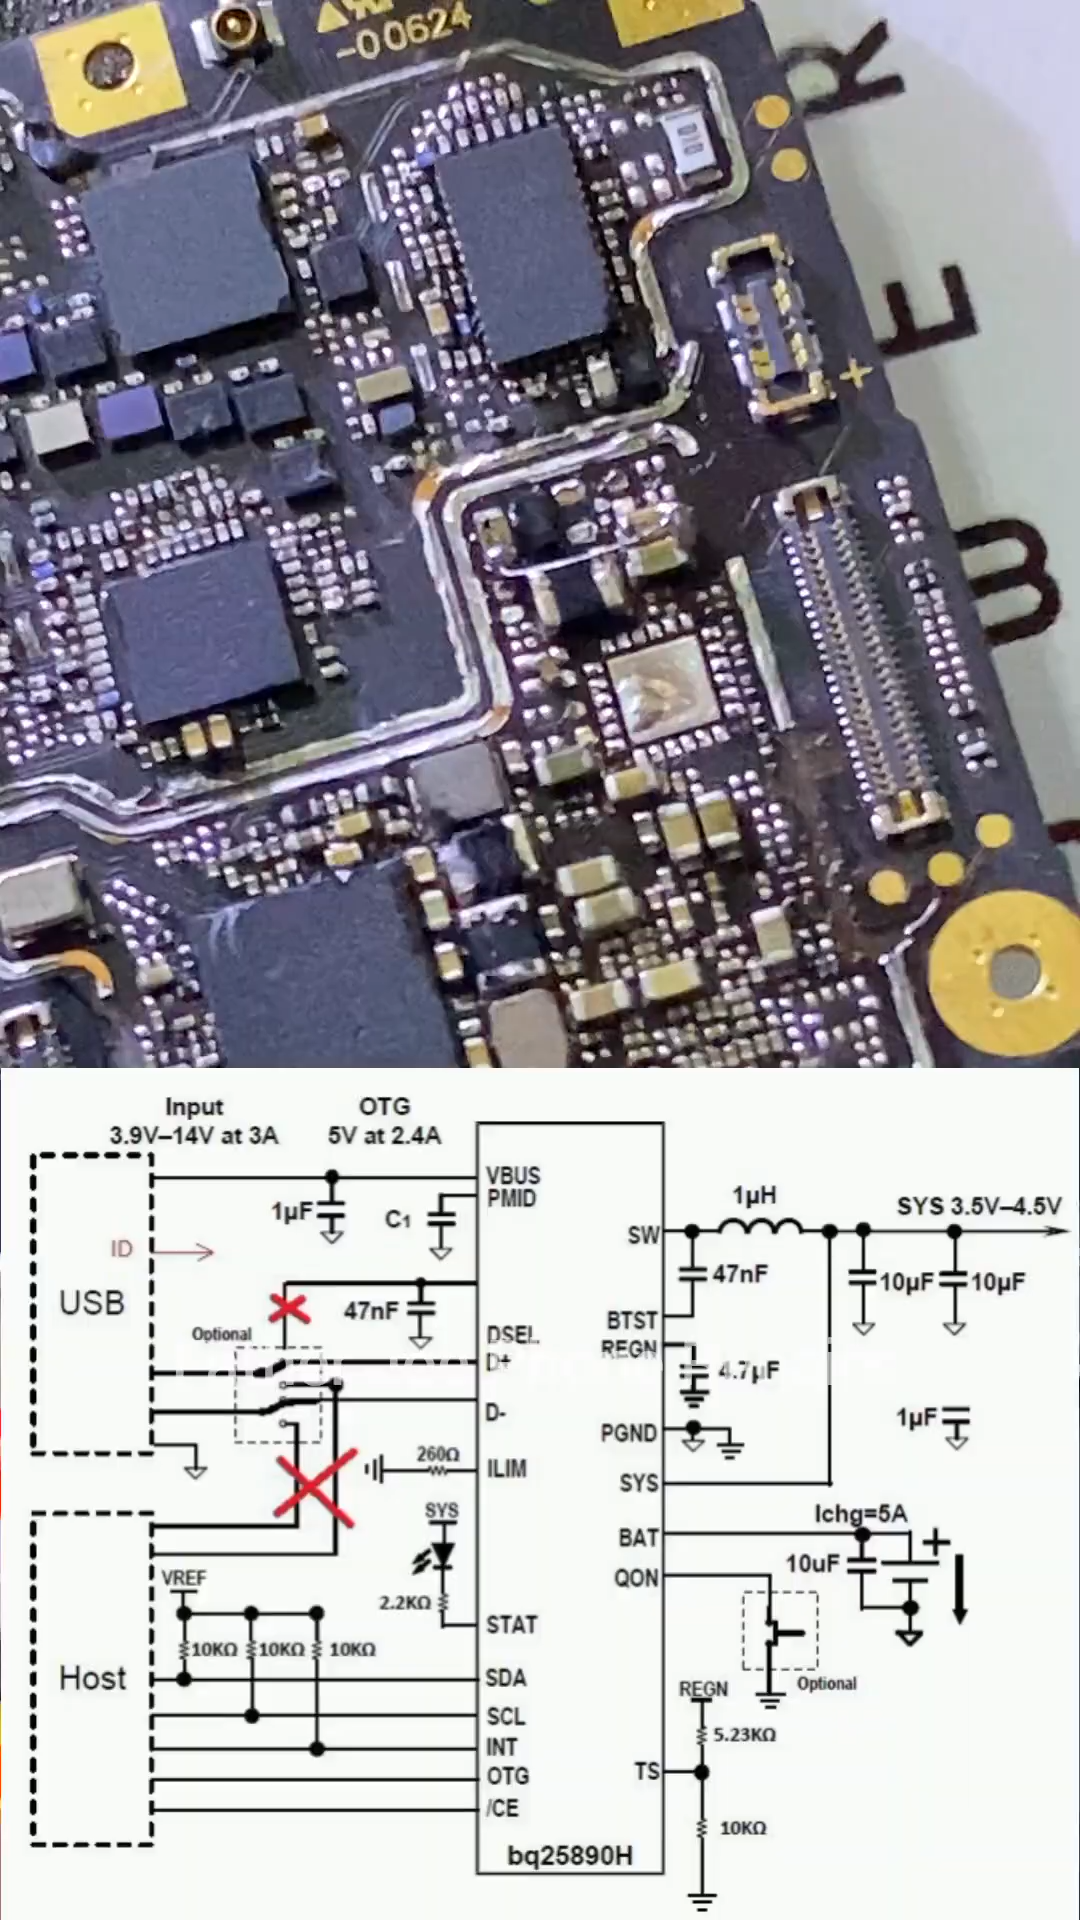 -00624
R
E
B
+
Input
3.9V–14V at 3A
OTG
5V at 2.4A
VBUS
PMID
1µF
C1
ID
USB
47nF
Optional
DSEL
D+
D-
260Ω
ILIM
SYS
2.2KΩ
STAT
VREF
10KΩ
10KΩ
10KΩ
Host
SDA
SCL
INT
OTG
/CE
bq25890H
SW
1µH
SYS 3.5V–4.5V
47nF
10µF
10µF
BTST
REGN
4.7µF
PGND
1µF
SYS
Ichg=5A
BAT
10uF
+
QON
Optional
REGN
5.23KΩ
TS
10KΩ